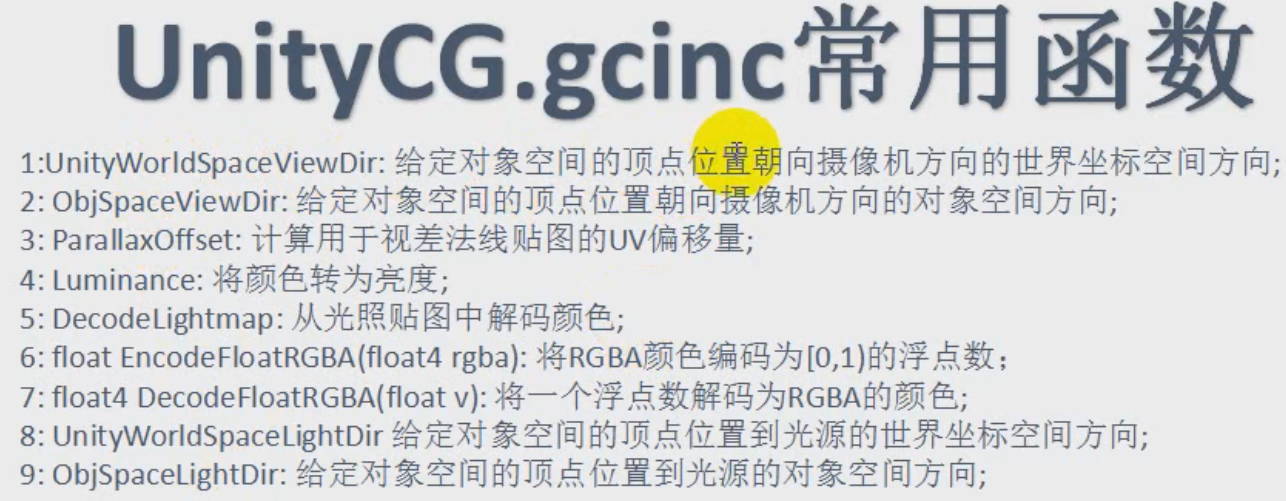 UnityCG.gcinc常用函数
1:UnityWorldSpaceViewDir: 给定对象空间的顶点位置朝向摄像机方向的世界坐标空间方向;
2: ObjSpaceViewDir: 给定对象空间的顶点位置朝向摄像机方向的对象空间方向;
3: ParallaxOffset: 计算用于视差法线贴图的UV偏移量;
4: Luminance: 将颜色转为亮度;
5: DecodeLightmap: 从光照贴图中解码颜色;
6: float EncodeFloatRGBA(float4 rgba): 将RGBA颜色编码为[0,1)的浮点数；
7: float4 DecodeFloatRGBA(float v): 将一个浮点数解码为RGBA的颜色;
8: UnityWorldSpaceLightDir 给定对象空间的顶点位置到光源的世界坐标空间方向;
9: ObjSpaceLightDir: 给定对象空间的顶点位置到光源的对象空间方向;